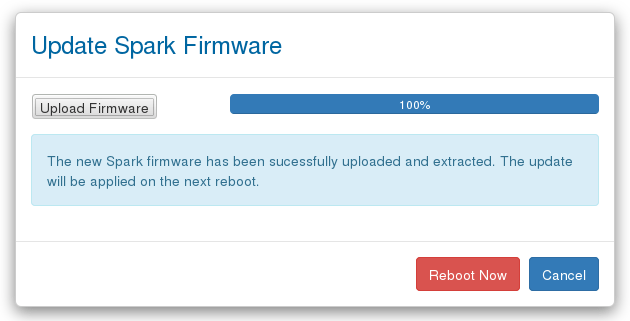 Update Spark Firmware
Upload Firmware
100%
The new Spark firmware has been sucessfully uploaded and extracted. The update
will be applied on the next reboot.
Reboot Now
Cancel